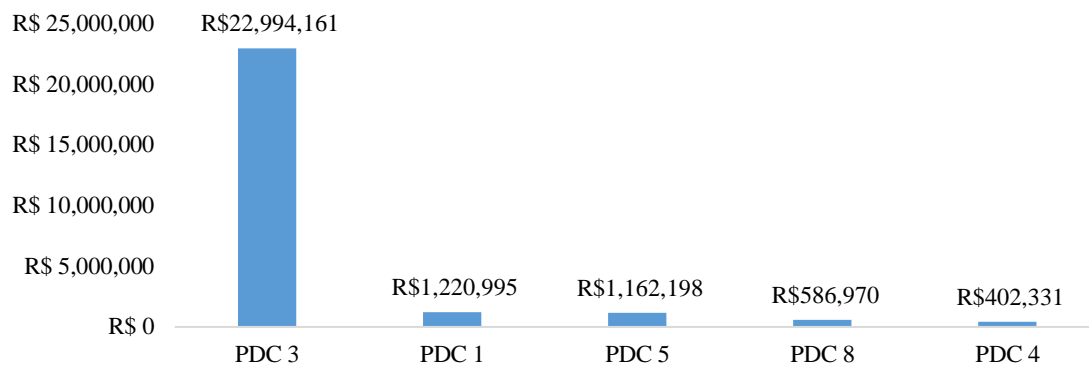 R$ 25,000,000
R$ 20,000,000
R$ 15,000,000
R$ 10,000,000
R$ 5,000,000
R$ 0
R$22,994,161
R$1,220,995
R$1,162,198
R$586,970
R$402,331
PDC 3
PDC 1
PDC 5
PDC 8
PDC 4